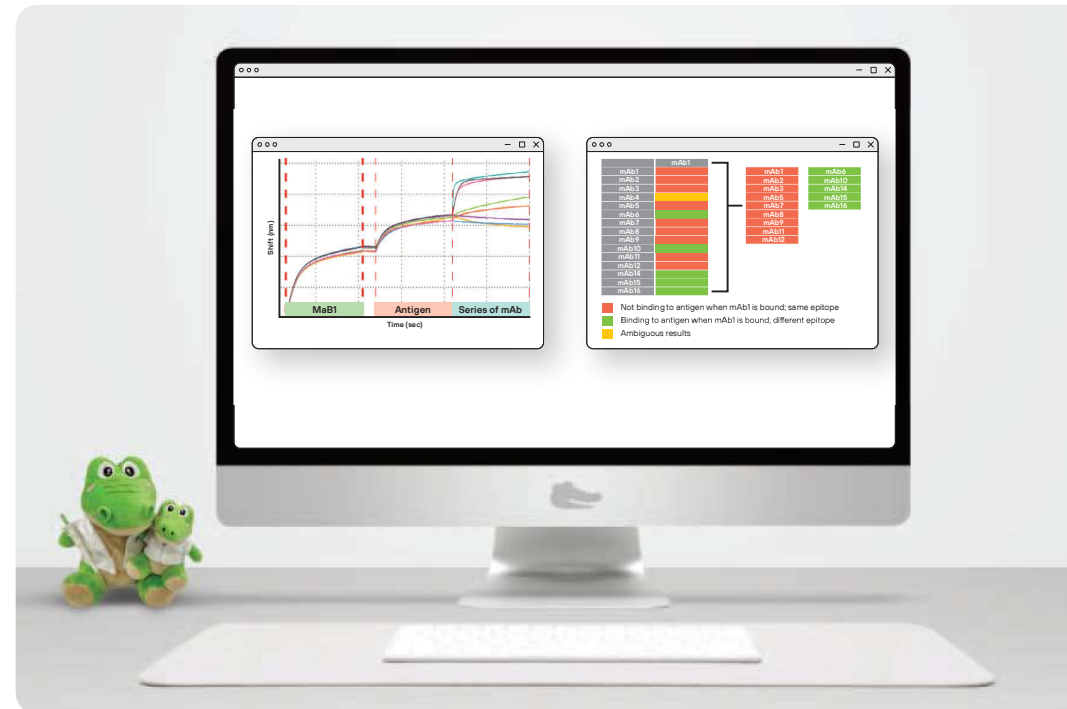 Shift (nm)
MaB1
Antigen
Series of mAb
Time (sec)
mAb1
mAb1
mAb2
mAb3
mAb4
mAb5
mAb6
mAb7
mAb8
mAb9
mAb10
mAb11
mAb12
mAb14
mAb15
mAb16
mAb1
mAb2
mAb3
mAb5
mAb7
mAb8
mAb9
mAb11
mAb12
mAb6
mAb10
mAb14
mAb15
mAb16
Not binding to antigen when mAb1 is bound; same epitope
Binding to antigen when mAb1 is bound; different epitope
Ambiguous results